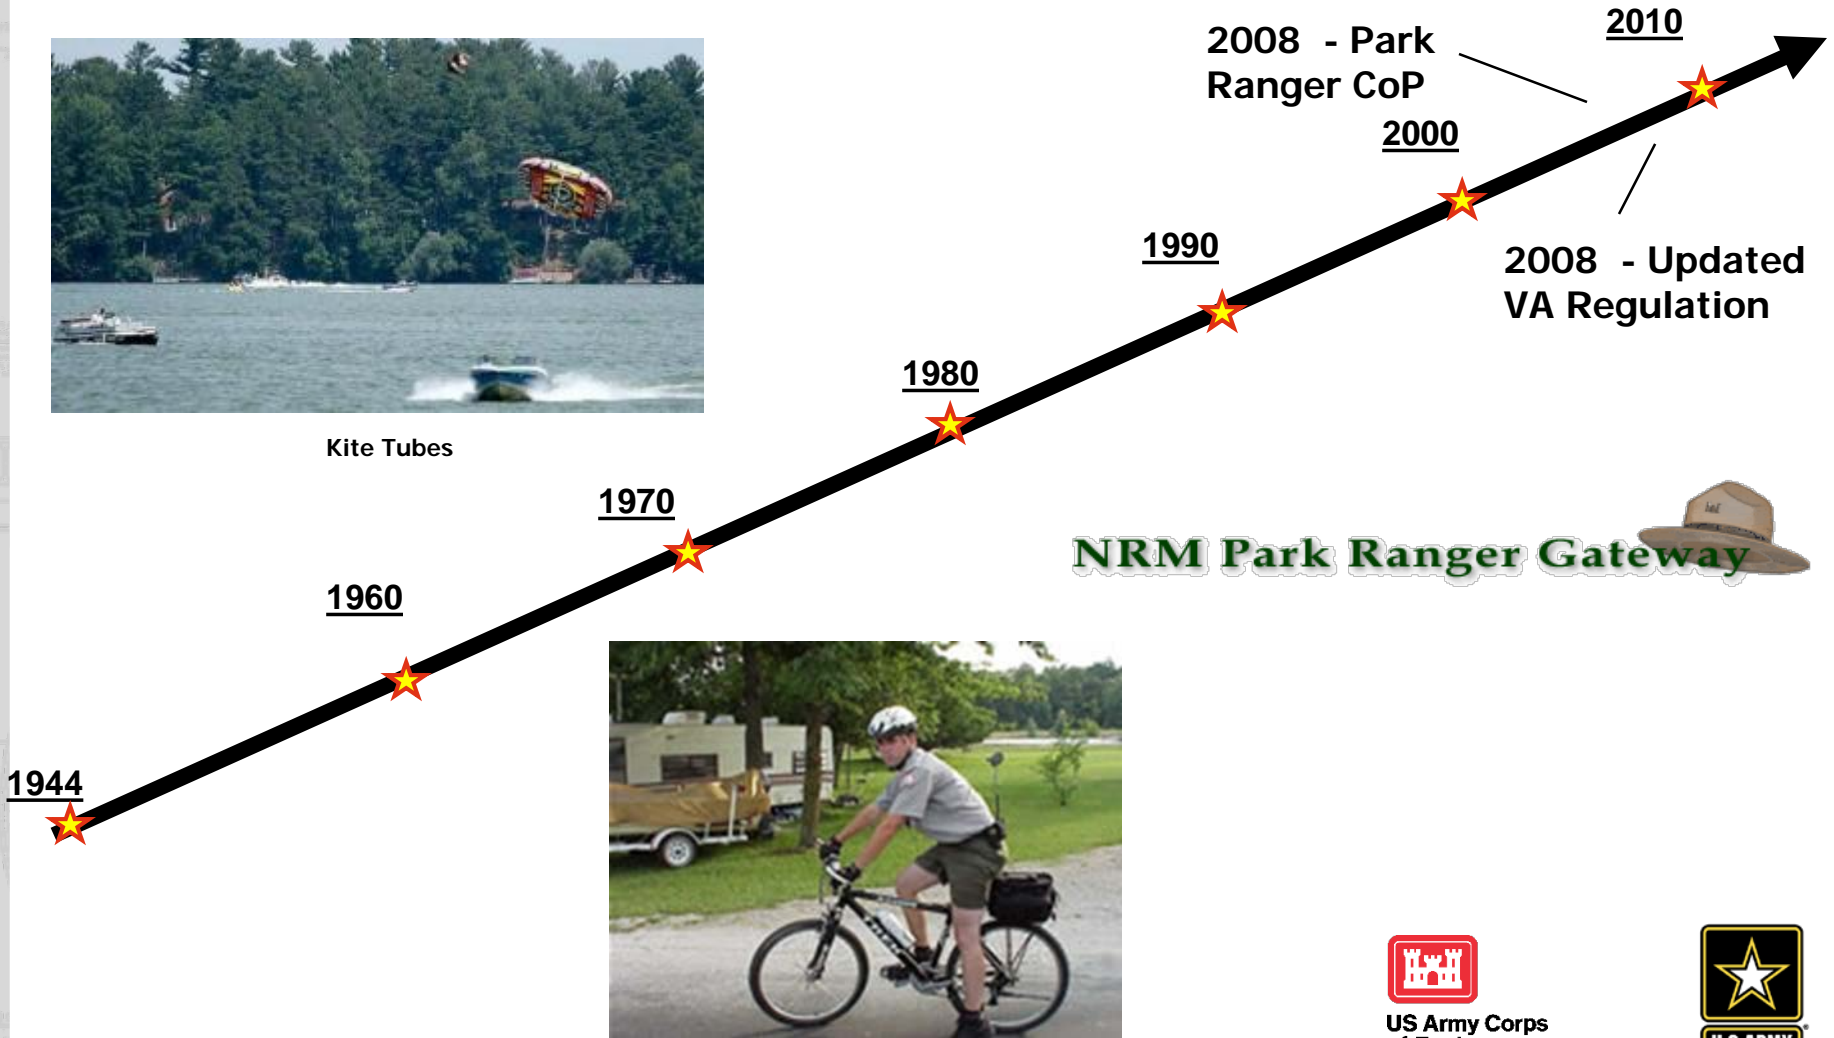 2010
2008 - Park
Ranger CoP
2000
1990
2008 - Updated
VA Regulation
1980
Kite Tubes
1970
NRM Park Ranger Gateway
1960
1944
US Army Corps